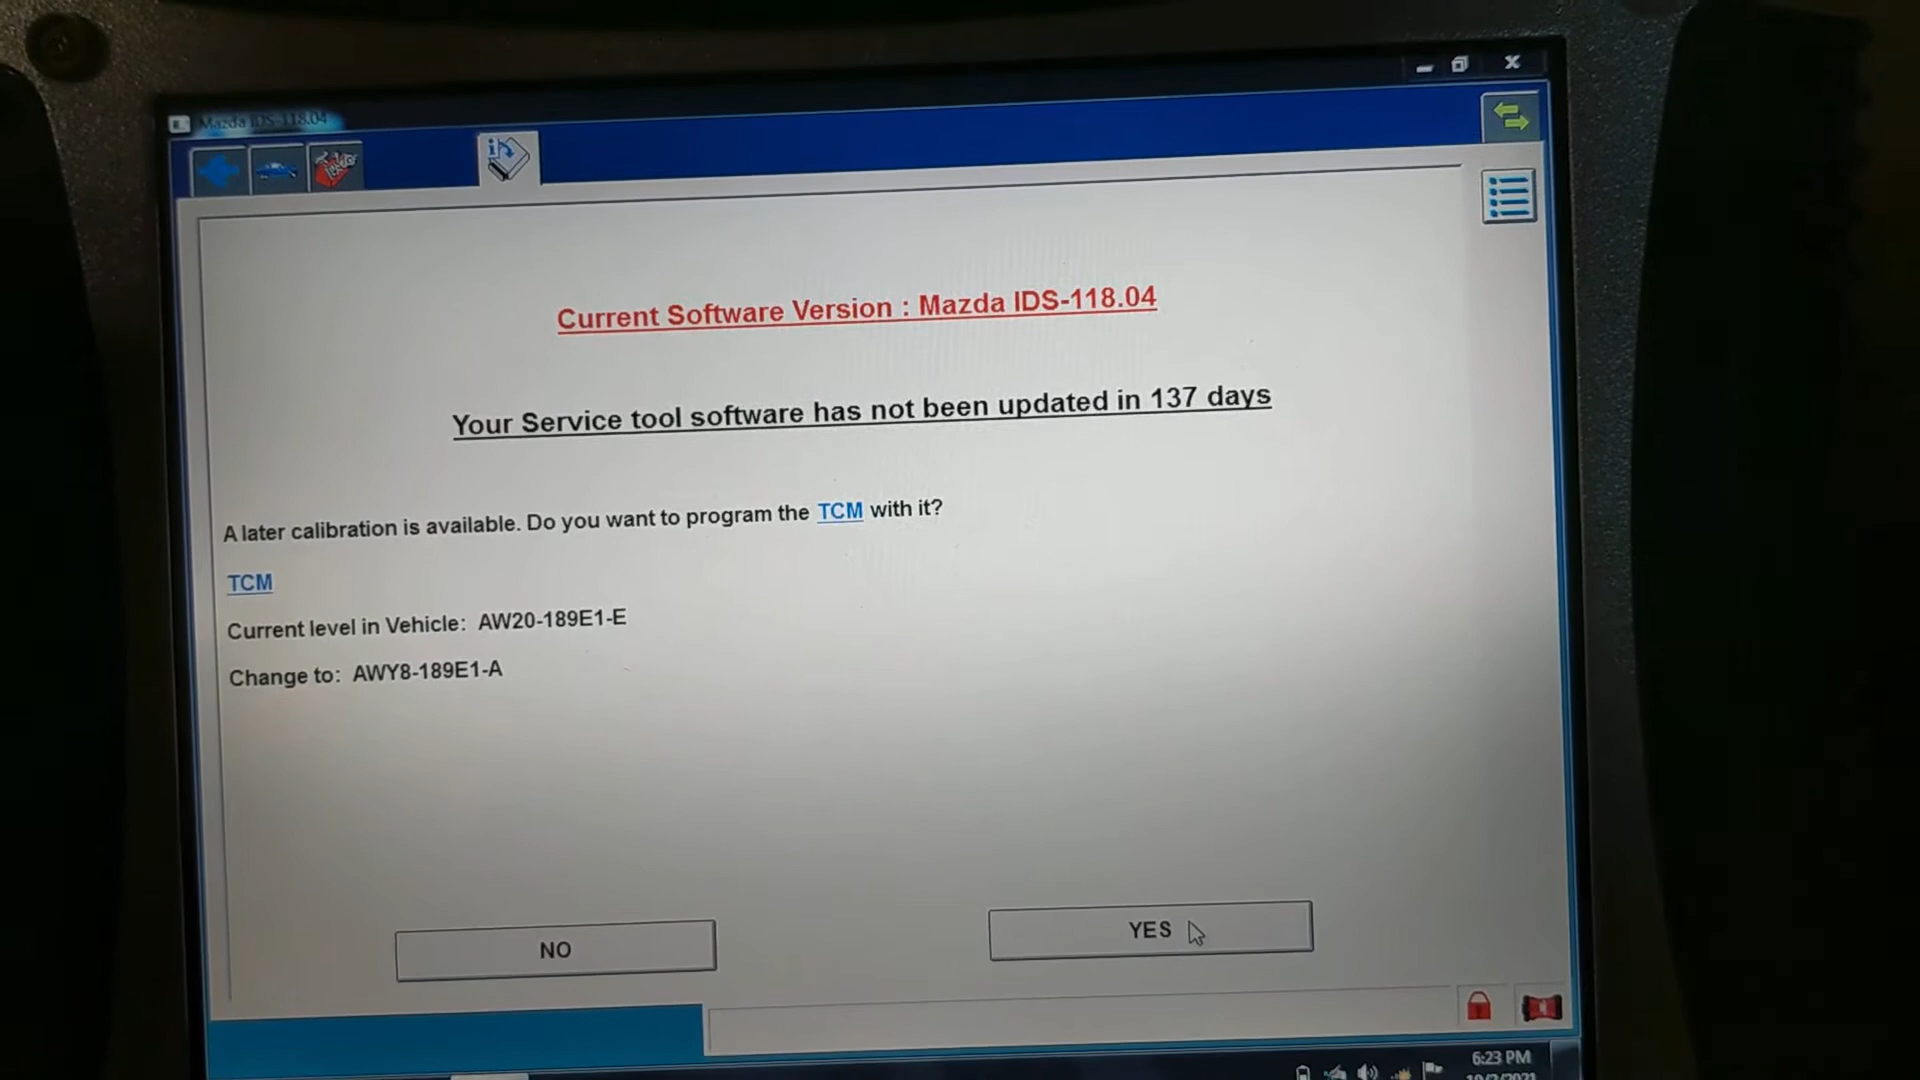 Mazda IDS-118.04
Current Software Version : Mazda IDS-118.04
Your Service tool software has not been updated in 137 days
A later calibration is available. Do you want to program the TCM with it?
TCM
Current level in Vehicle: AW20-189E1-E
Change to: AWY8-189E1-A
NO
YES
6:23 PM